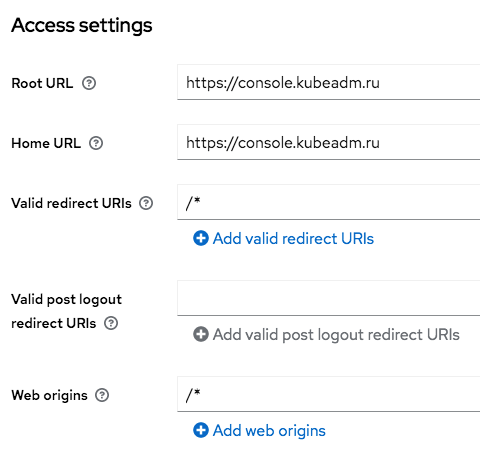 Access settings
Root URL
https://console.kubeadm.ru
Home URL
https://console.kubeadm.ru
Valid redirect URIs
/*
Add valid redirect URIs
Valid post logout
redirect URIs
Add valid post logout redirect URIs
Web origins
/*
Add web origins